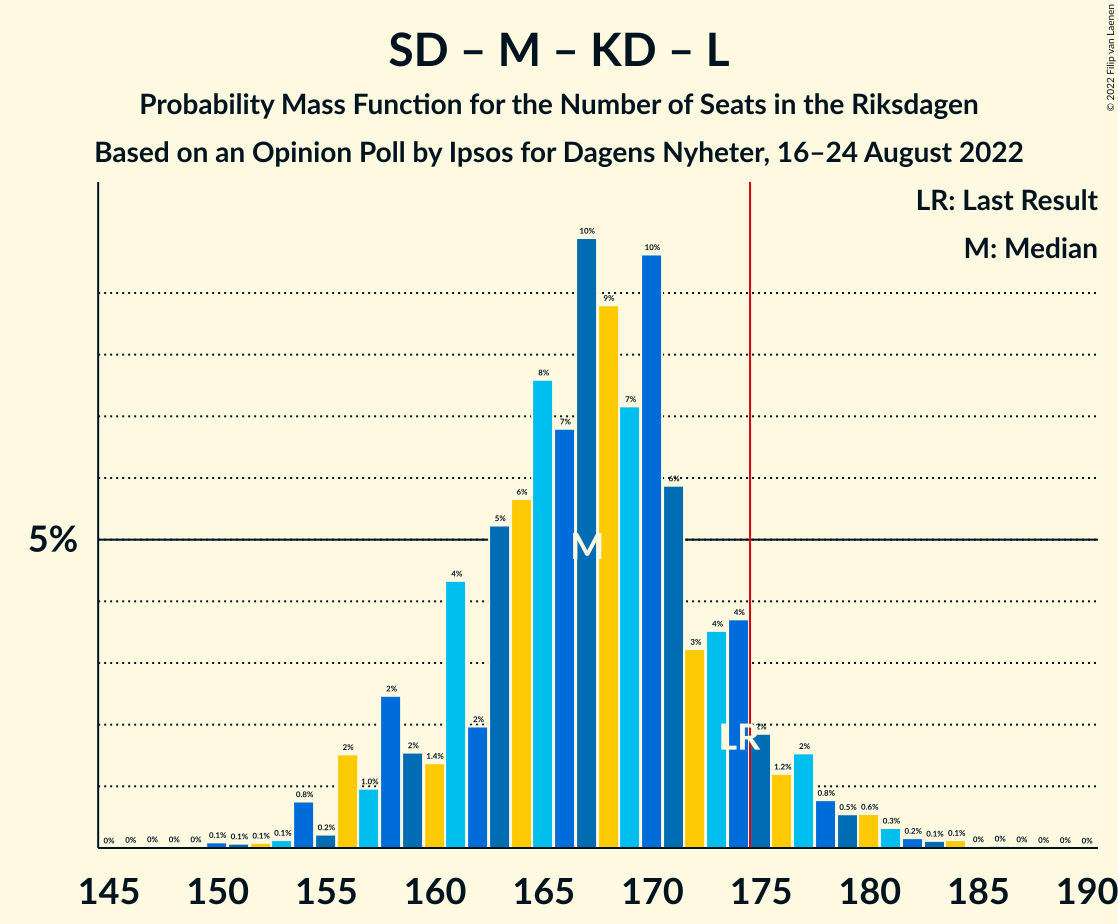 SD – M – KD – L
Probability Mass Function for the Number of Seats in the Riksdagen
Based on an Opinion Poll by Ipsos for Dagens Nyheter, 16–24 August 2022
© 2022 Filip van Laenen
LR: Last Result
M: Median
5%
0% 0% 0% 0% 0% 0.1% 0.1% 0.1% 0.1% 0.8% 0.2% 2% 1.0% 2% 2% 1.4% 4% 2% 5% 6% 8% 7% 10% 9% 7% 10% 6% 3% 4% 4% 2% 1.2% 2% 0.8% 0.5% 0.6% 0.3% 0.2% 0.1% 0.1% 0% 0% 0% 0% 0% 0%
M
LR
145 150 155 160 165 170 175 180 185 190